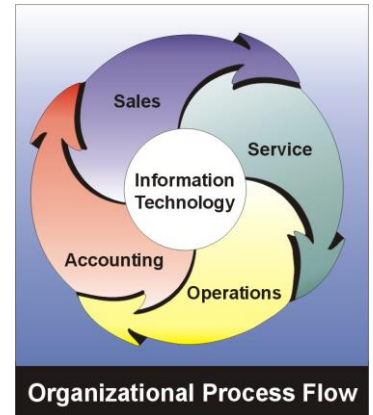 Sales
Service
Information
Technology
Accounting
Operations
Organizational Process Flow